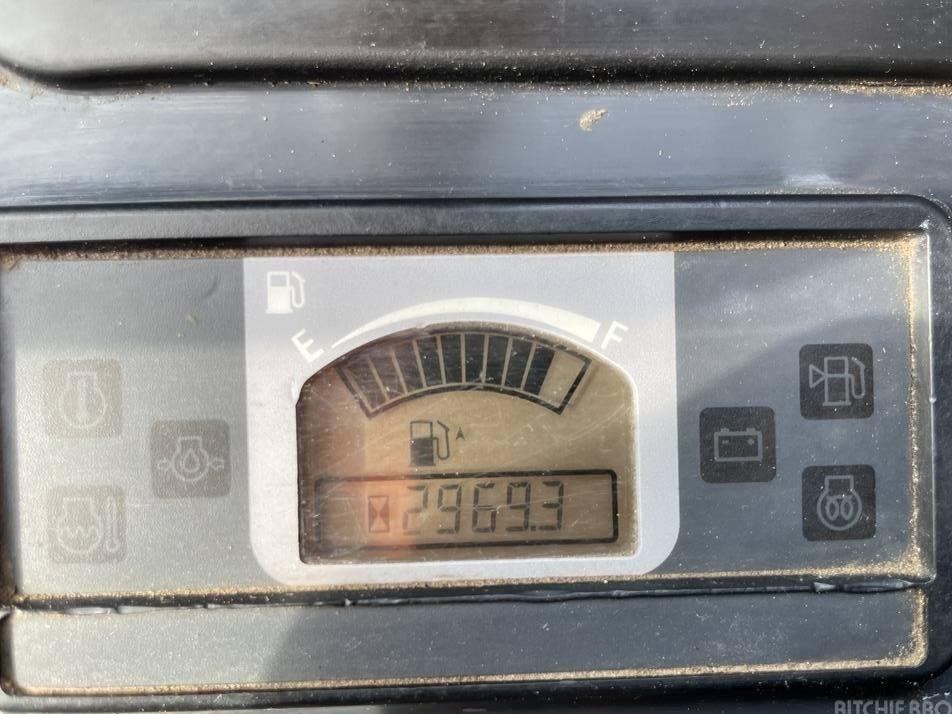 E F
A
2969.3
RITCHIE BRO